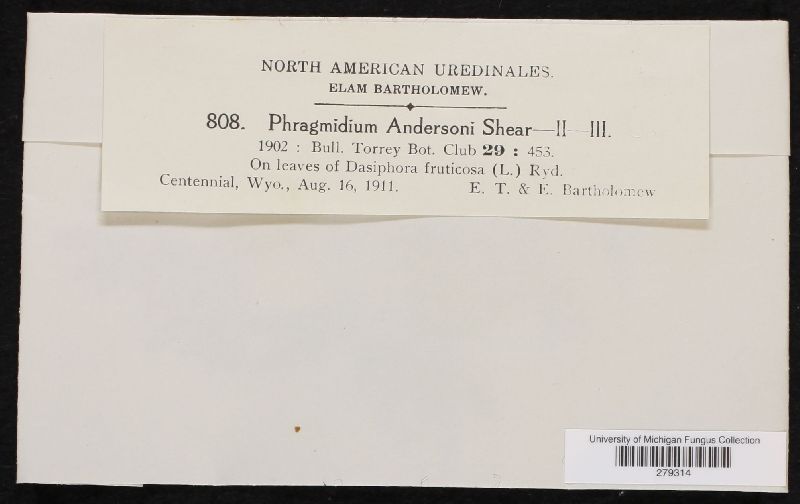 NORTH AMERICAN UREDINALES.
ELAM BARTHOLOMEW.
808. Phragmidium Andersoni Shear—II—III.
1902 : Bull. Torrey Bot. Club 29 : 453.
On leaves of Dasiphora fruticosa (L.) Ryd.
Centennial, Wyo., Aug. 16, 1911. E. T. & E. Bartholomew
University of Michigan Fungus Collection
279314